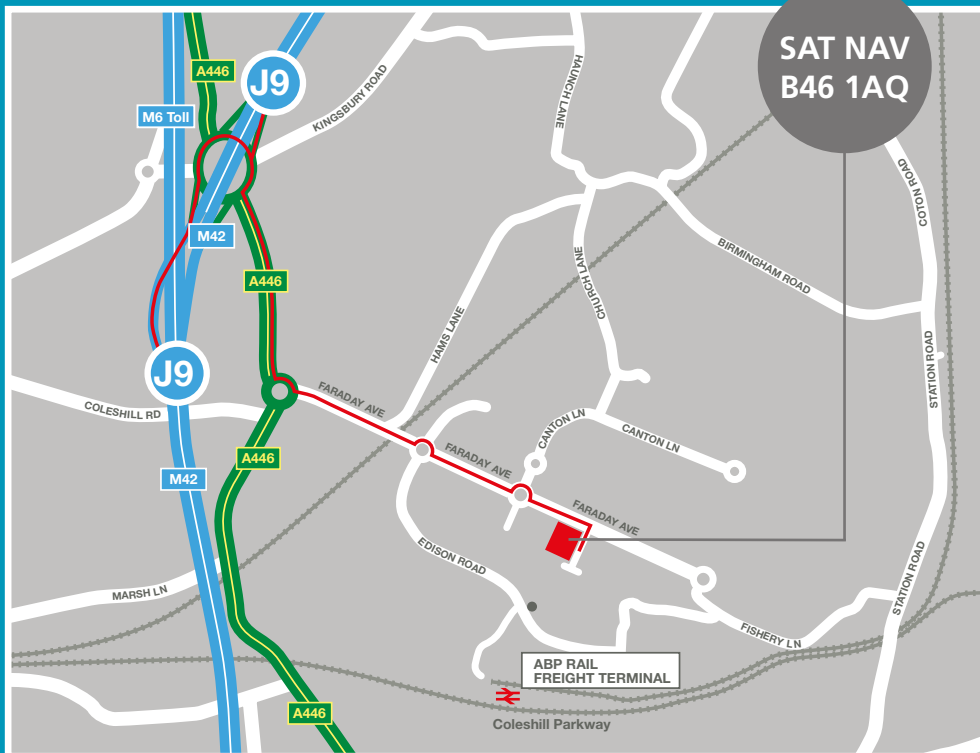 SAT NAV
B46 1AQ
A446
J9
KINGSBURY ROAD
HAUNCH LANE
M6 Toll
COTON ROAD
M42
BIRMINGHAM ROAD
A446
CHURCH LANE
HAMS LANE
STATION ROAD
J9
COLESHILL RD
FARADAY AVE
CANTON LN
CANTON LN
A446
FARADAY AVE
M42
FARADAY AVE
EDISON ROAD
STATION ROAD
MARSH LN
FISHERY LN
ABP RAIL
FREIGHT TERMINAL
A446
Coleshill Parkway